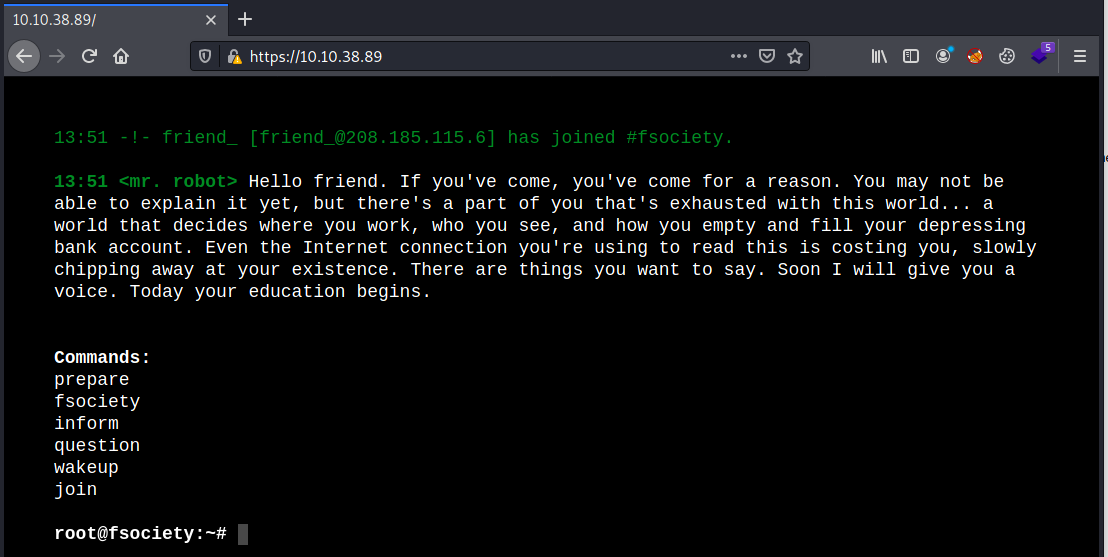 10.10.38.89/
https://10.10.38.89
5
13:51 -!- friend_ [friend_@208.185.115.6] has joined #fsociety.
13:51 <mr. robot> Hello friend. If you've come, you've come for a reason. You may not be
able to explain it yet, but there's a part of you that's exhausted with this world... a
world that decides where you work, who you see, and how you empty and fill your depressing
bank account. Even the Internet connection you're using to read this is costing you, slowly
chipping away at your existence. There are things you want to say. Soon I will give you a
voice. Today your education begins.
Commands:
prepare
fsociety
inform
question
wakeup
join
root@fsociety:~#